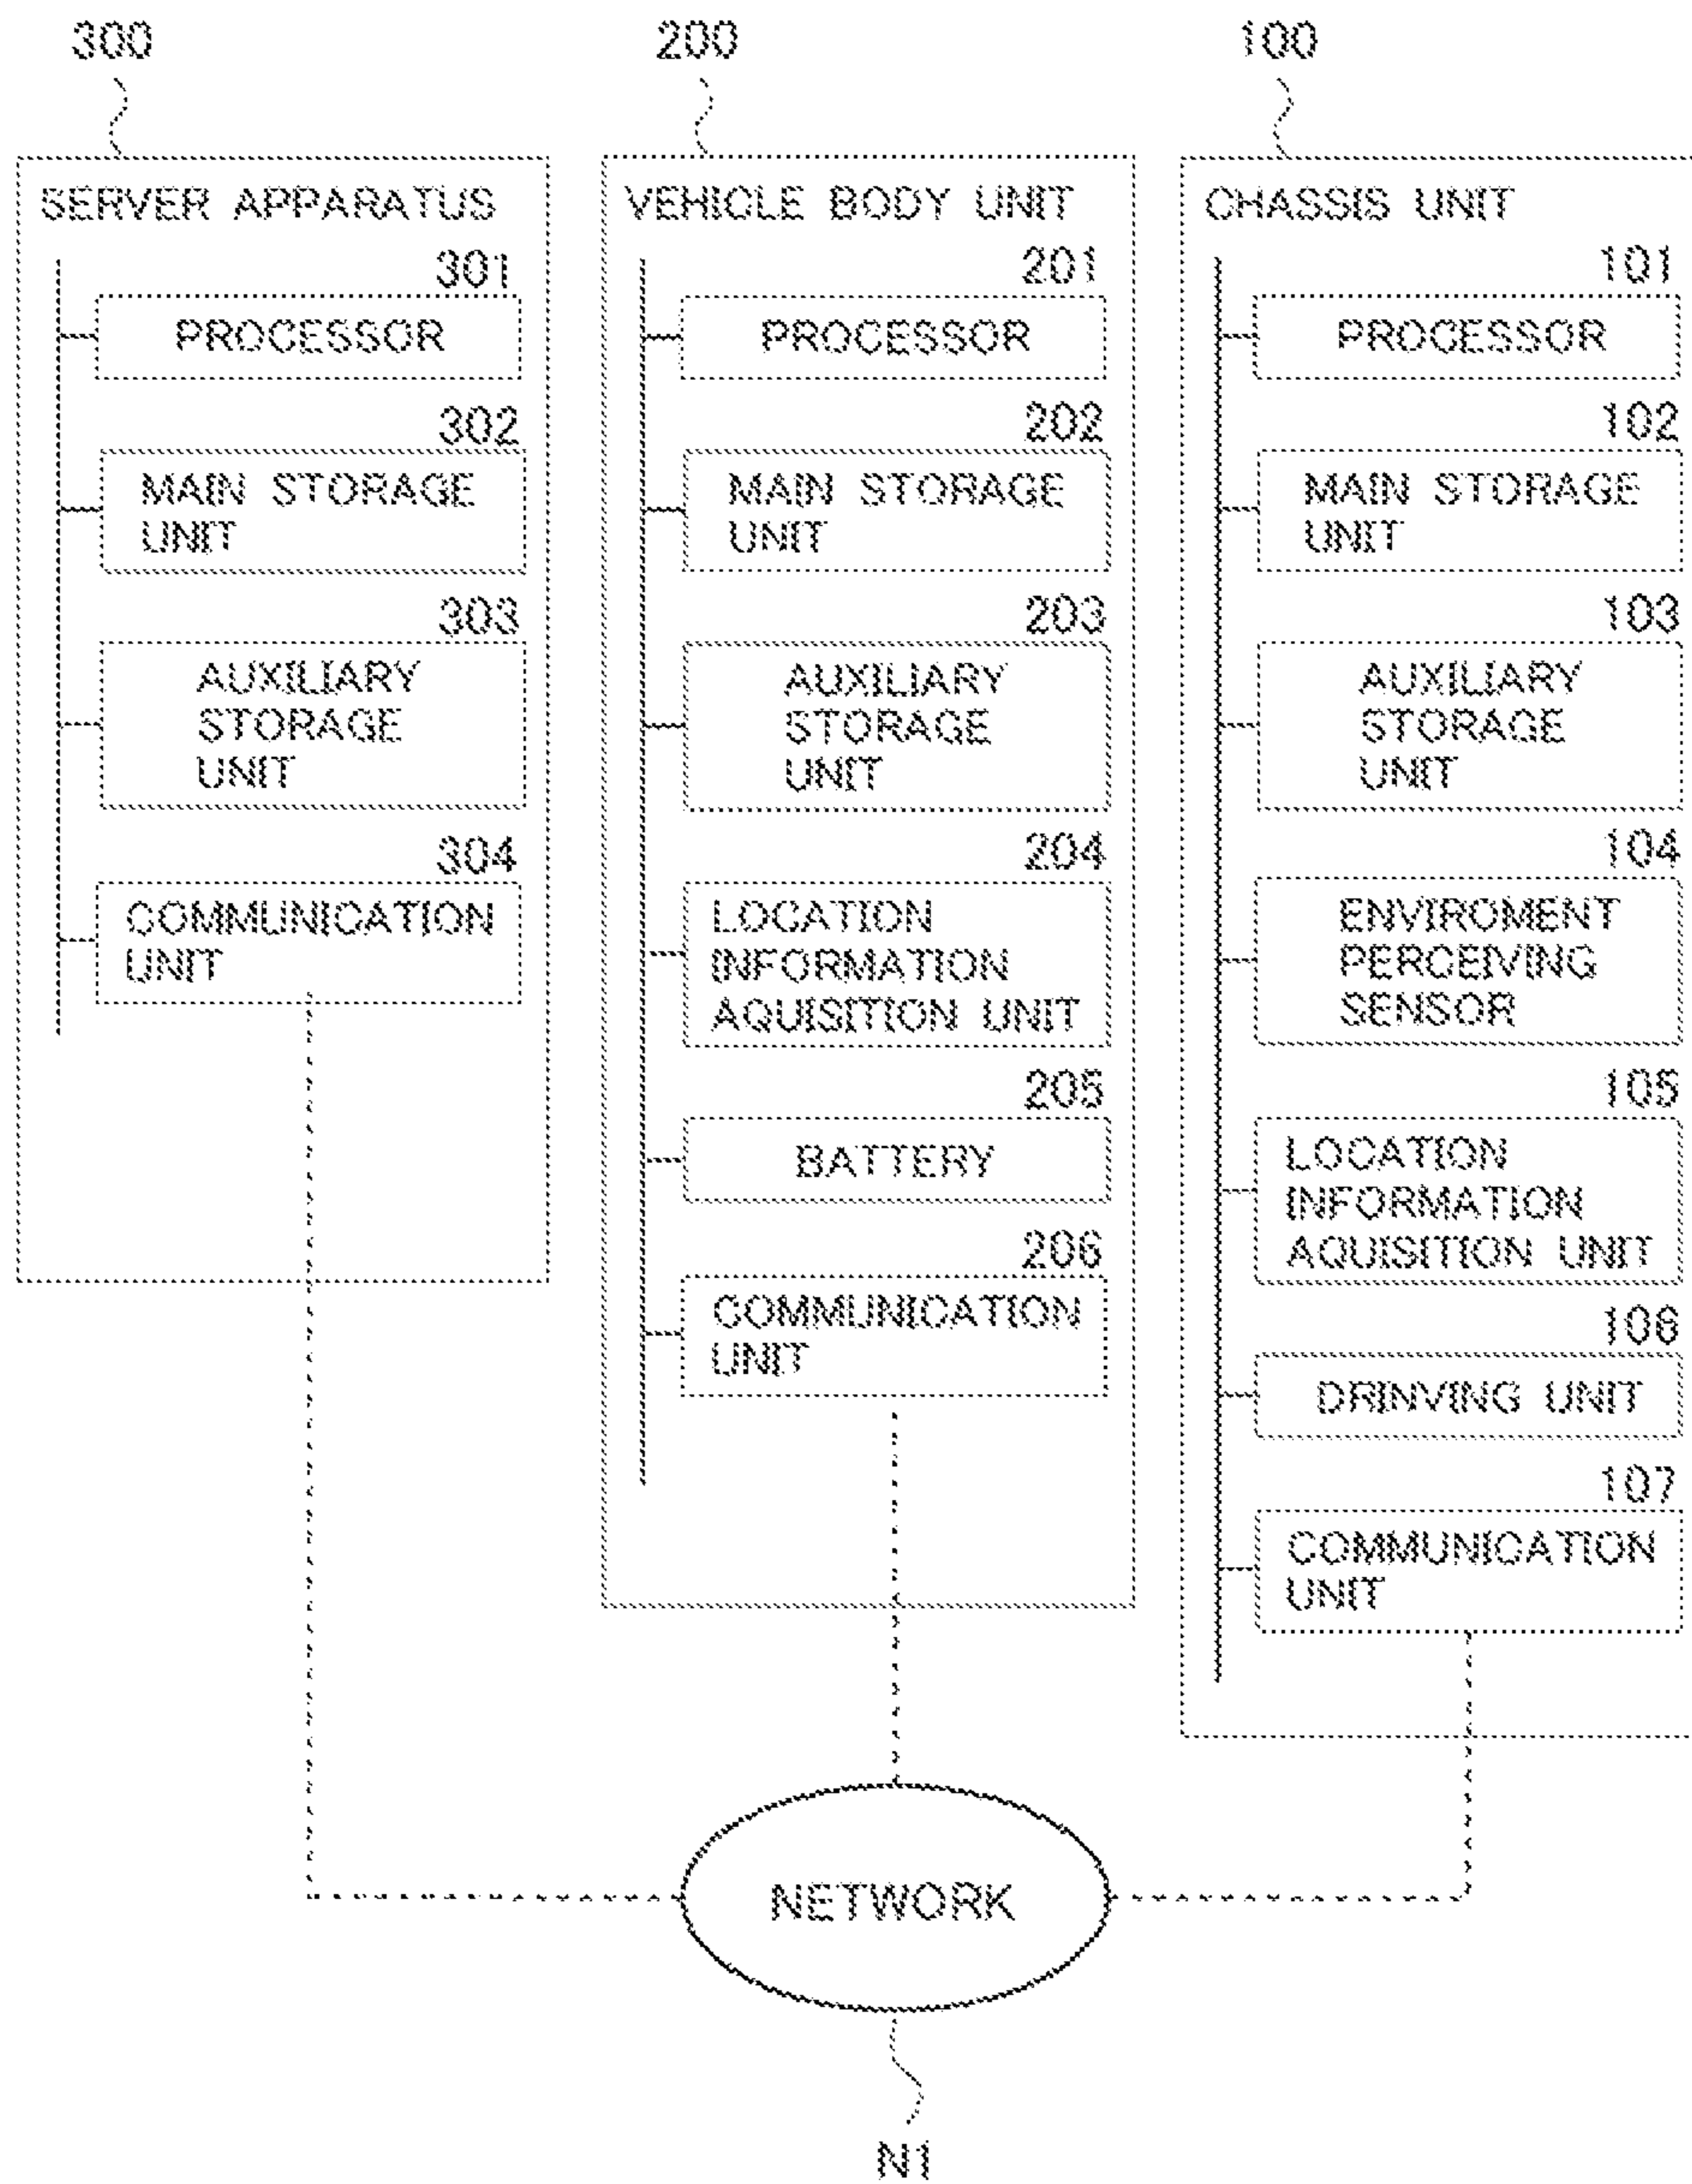 300
SERVER APPARATUS
301
PROCESSOR
302
MAIN STORAGE
UNIT
303
AUXILIARY
STORAGE
UNIT
304
COMMUNICATION
UNIT
200
VEHICLE BODY UNIT
201
PROCESSOR
202
MAIN STORAGE
UNIT
203
AUXILIARY
STORAGE
UNIT
204
LOCATION
INFORMATION
AQUISITION UNIT
205
BATTERY
206
COMMUNICATION
UNIT
100
CHASSIS UNIT
101
PROCESSOR
102
MAIN STORAGE
UNIT
103
AUXILIARY
STORAGE
UNIT
104
ENVIROMENT
PERCEIVING
SENSOR
105
LOCATION
INFORMATION
AQUISITION UNIT
106
DRINVING UNIT
107
COMMUNICATION
UNIT
NETWORK
N1